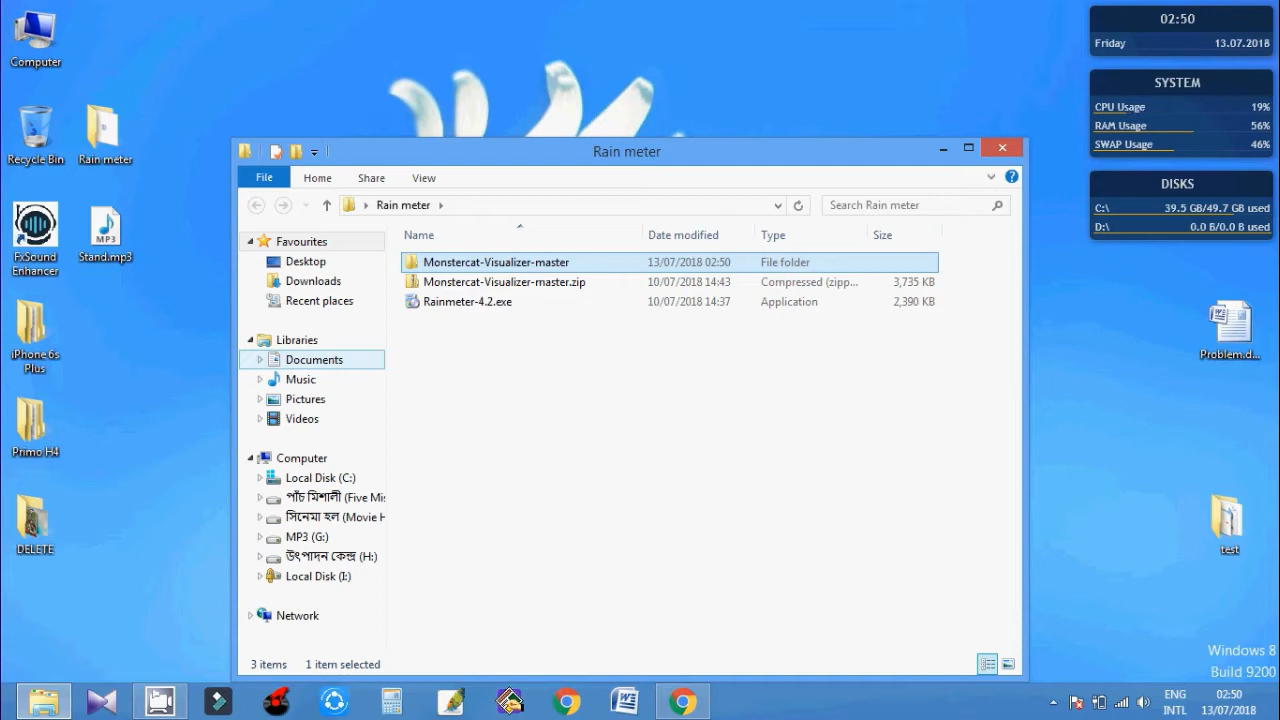 Computer
Recycle Bin
Rain meter
FxSound
Enhancer
MP3
Stand.mp3
iPhone 6s
Plus
Primo H4
DELETE
Rain meter
File
Home
Share
View
Rain meter
Search Rain meter
Favourites
Desktop
Downloads
Recent places
Libraries
Documents
Music
Pictures
Videos
Computer
Local Disk (C:)
পাঁচ মিশালী (Five Mis
সিনেমা হল (Movie H
MP3 (G:)
উৎপাদন কেন্দ্র (H:)
Local Disk (I:)
Network
Name Date modified Type Size
Monstercat-Visualizer-master 13/07/2018 02:50 File folder
Monstercat-Visualizer-master.zip 10/07/2018 14:43 Compressed (zipp... 3,735 KB
Rainmeter-4.2.exe 10/07/2018 14:37 Application 2,390 KB
3 items 1 item selected
02:50
Friday 13.07.2018
SYSTEM
CPU Usage 19%
RAM Usage 56%
SWAP Usage 46%
DISKS
C:\ 39.5 GB/49.7 GB used
D:\ 0.0 B/0.0 B used
Problem.d...
test
Windows 8
Build 9200
ENG
INTL
02:50
13/07/2018